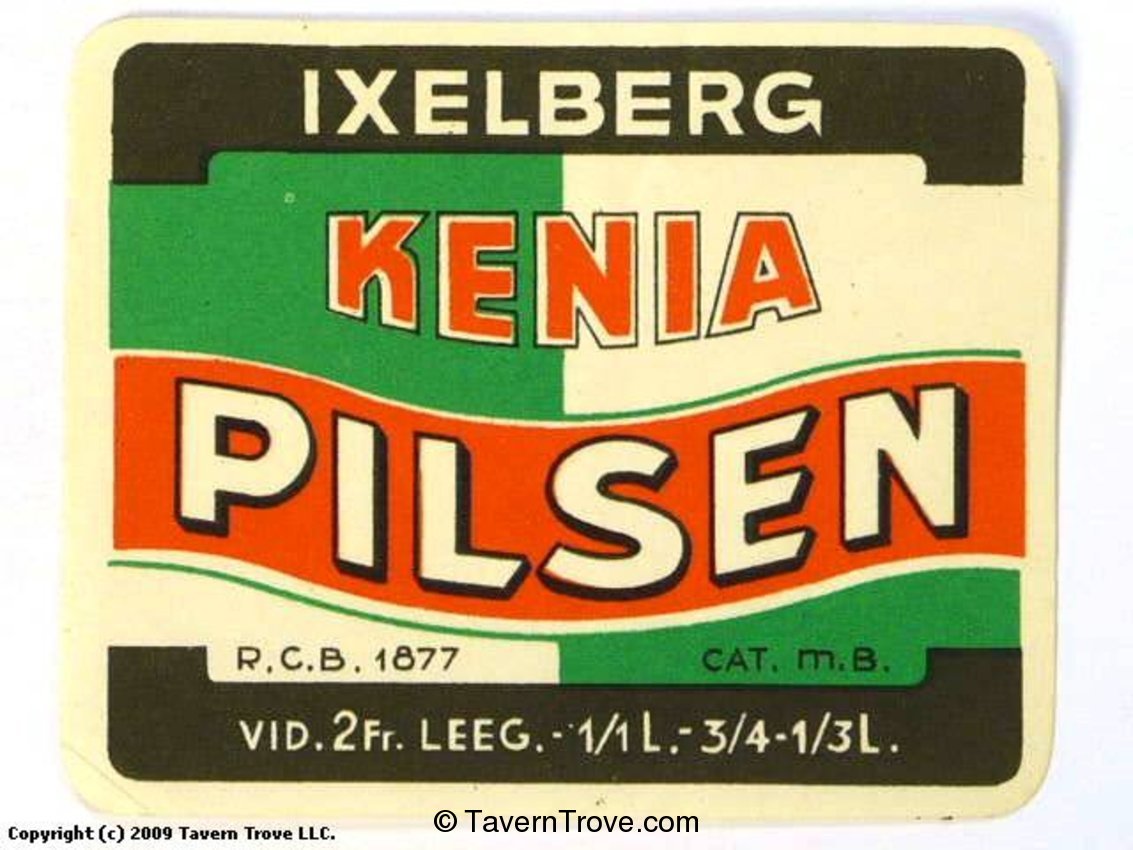 IXELBERG
KENIA
PILSEN
R.C.B. 1877 CAT. M.B.
VID. 2Fr. LEEG.- 1/1 L.- 3/4-1/3 L.
© TavernTrove.com
Copyright (c) 2009 Tavern Trove LLC.